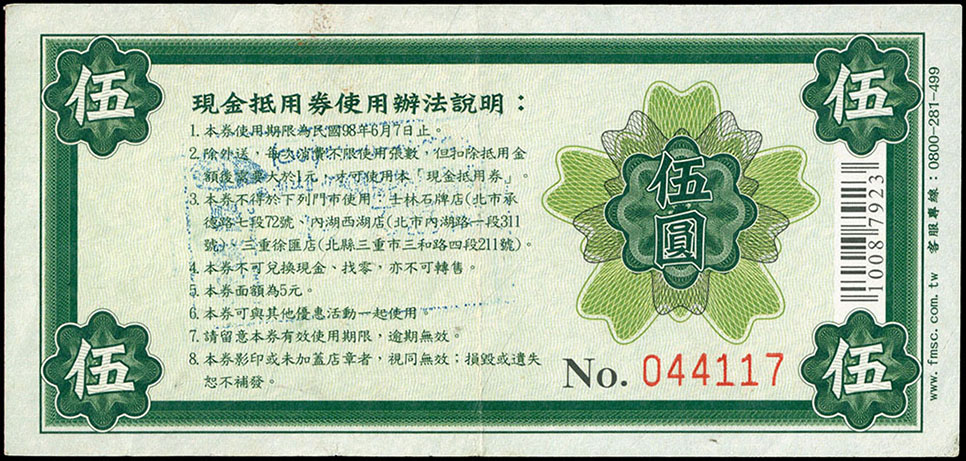 伍
伍
現金抵用券使用辦法說明：
1. 本券使用期限為民國98年6月7日止。
2. 除外送，每次消費不限使用張數，但扣除抵用金
額後需要大於1元，才可使用本「現金抵用券」。
3. 本券不得於下列門市使用：士林石牌店(北市承
德路七段72號、內湖西湖店(北市內湖路一段311
號)、三重徐匯店(北縣三重市三和路四段211號)。
4. 本券不可兌換現金、找零，亦不可轉售。
5. 本券面額為5元。
6. 本券可與其他優惠活動一起使用。
7. 請留意本券有效使用期限，逾期無效。
8. 本券影印或未加蓋店章者，視同無效；損毀或遺失
恕不補發。
伍圓
No. 044117
10087923
伍
伍
www.fmsc.com.tw 客服專線：0800-281-499